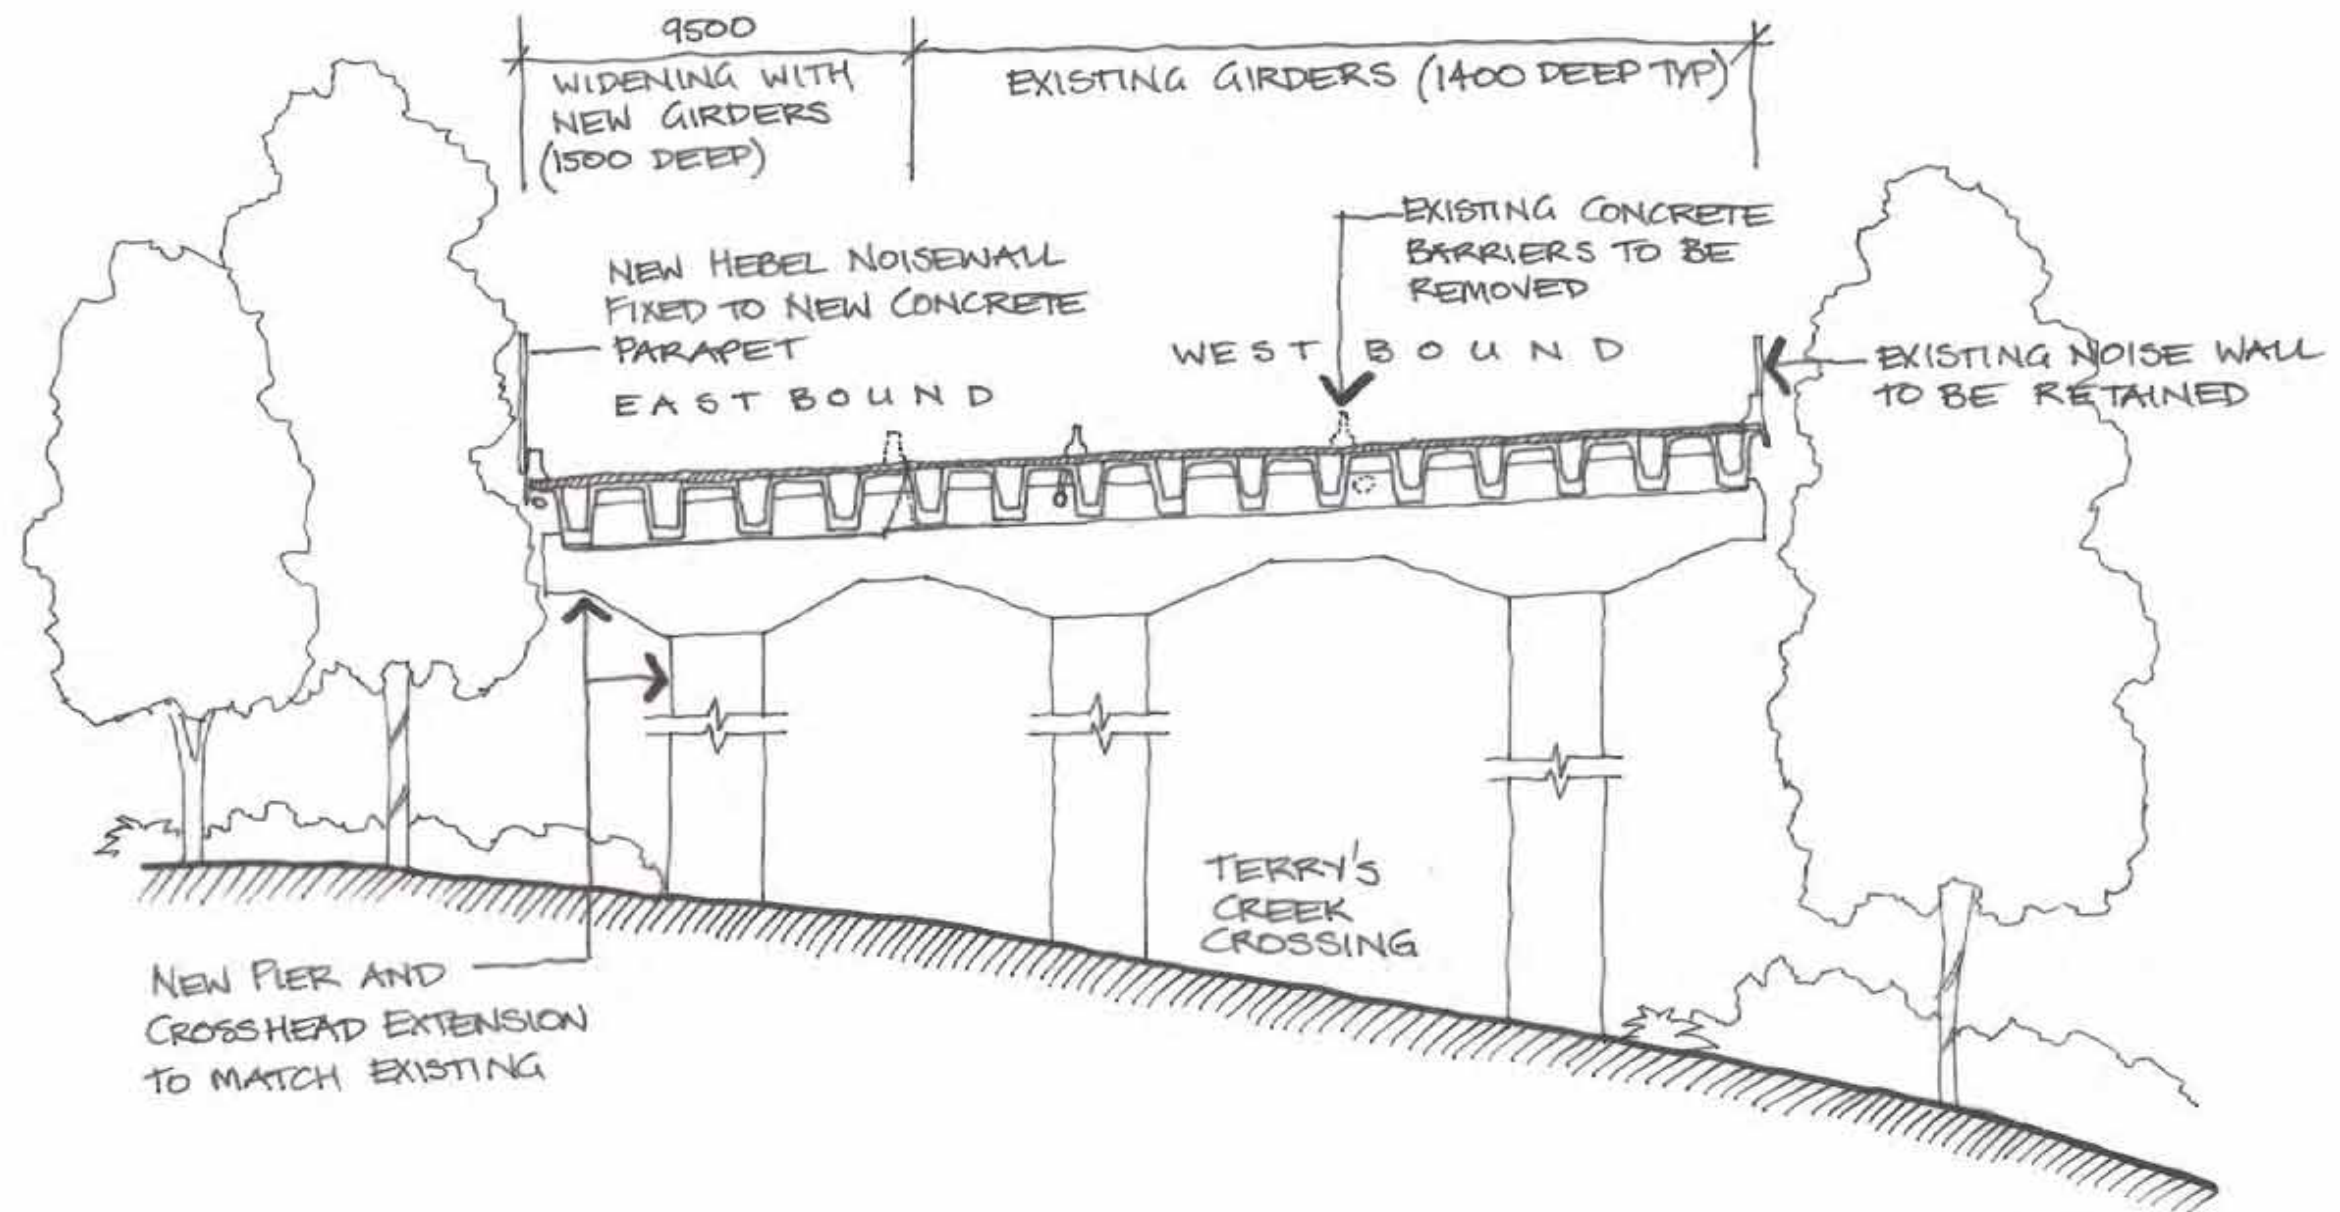 9500
WIDENING WITH
NEW GIRDERS
(1500 DEEP)
EXISTING GIRDERS (1400 DEEP TYP)
EXISTING CONCRETE
BARRIERS TO BE
REMOVED
NEW HEBEL NOISEWALL
FIXED TO NEW CONCRETE
PARAPET
EAST BOUND
WEST BOUND
EXISTING NOISE WALL
TO BE RETAINED
TERRY'S
CREEK
CROSSING
NEW PIER AND
CROSSHEAD EXTENSION
TO MATCH EXISTING